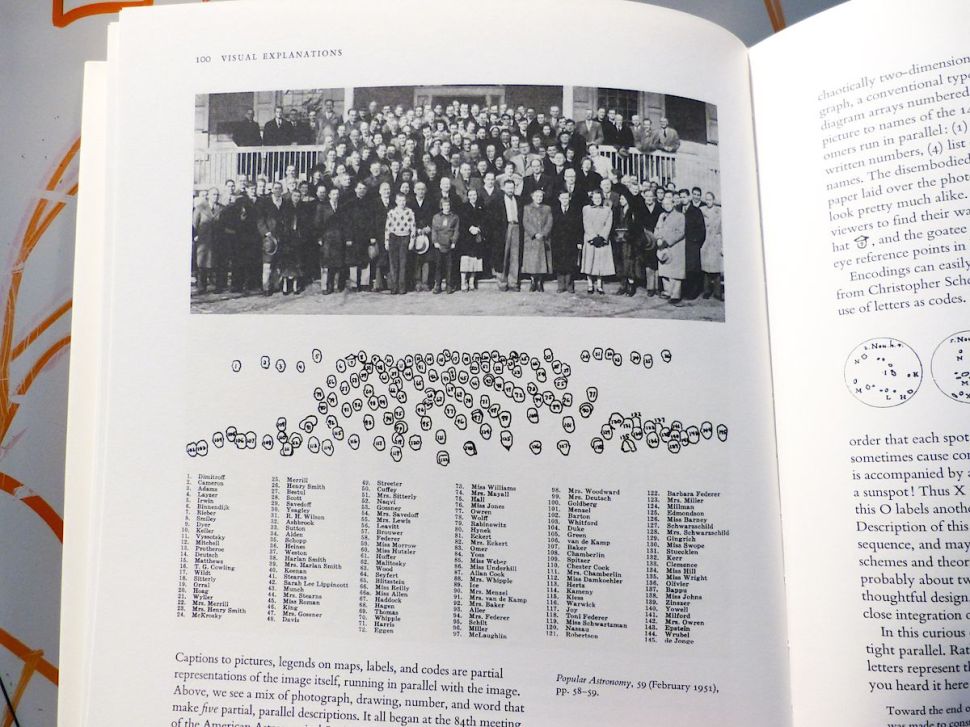 100 VISUAL EXPLANATIONS
1. Dimitroff
2. Cameron
3. Adams
4. Layzer
5. Irwin
6. Binnendijk
7. Rieber
8. Smiley
9. Dyer
10. Keller
11. Vyssotsky
12. Mitchell
13. Protheroe
14. Deutsch
15. Matthews
16. T. G. Cowling
17. Wildt
18. Sitterly
19. Orral
20. Hoag
21. Wyller
22. Mrs. Merrill
23. Mrs. Henry Smith
24. McKrosky
25. Merrill
26. Henry Smith
27. Bestul
28. Scott
29. Savedoff
30. Yeagley
31. R. H. Wilson
32. Ashbrook
33. Sutton
34. Alden
35. Schopp
36. Heines
37. Weston
38. Harlan Smith
39. Mrs. Harlan Smith
40. Keenan
41. Stearns
42. Sarah Lee Lippincott
43. Munch
44. Mrs. Stearns
45. Miss Roman
46. King
47. Mrs. Gossner
48. Davis
49. Streeter
50. Cuffey
51. Mrs. Sitterly
52. Naqvi
53. Gossner
54. Mrs. Savedoff
55. Mrs. Lewis
56. Leavitt
57. Brouwer
58. Federer
59. Miss Morrow
60. Miss Hutzler
61. Hoffer
62. Malitosky
63. Wood
64. Seyfert
65. Hiltstein
66. Miss Reilly
66a. Miss Allen
67. Haddock
68. Hagen
69. Thomas
70. Whipple
71. Harris
72. Eggen
73. Miss Williams
74. Mrs. Mayall
75. Hall
76. Miss Jones
77. Owren
78. Wolff
79. Rabinowitz
80. Hynek
81. Eckert
82. Mrs. Eckert
83. Omer
84. Yoss
85. Miss Weber
86. Miss Underhill
87. Allan Cook
88. Mrs. Whipple
89. Irwin
90. Mrs. Menzel
91. Mrs. van de Kamp
92. Mrs. Baker
93. Aller
94. Mrs. Federer
95. Schilt
96. Miller
97. McLaughlin
98. Mrs. Woodward
99. Mrs. Deutsch
100. Goldberg
101. Menzel
102. Barton
103. Whitford
104. Duke
105. Green
106. van de Kamp
107. Baker
108. Chamberlin
109. Spitzer
110. Chester Cook
111. Mrs. Chamberlin
112. Miss Damkoehler
113. Hertz
114. Kameny
115. Kiess
116. Warwick
117. Joy
118. Toni Federer
119. Miss Schwartzman
120. Nassau
121. Robertson
122. Barbara Federer
123. Mrs. Miller
124. Millman
125. Edmondson
126. Miss Barney
127. Schwarzschild
128. Mrs. Schwarzschild
129. Gingrich
130. Miss Swope
131. Stuecklen
132. Kerr
133. Clemence
134. Miss Hill
135. Miss Wright
136. Olivier
137. Bappu
138. Miss Johns
139. Zinszer
140. Yowell
141. Milford
142. Mrs. Owren
143. Epstein
144. Wrubel
145. de Jonge
Captions to pictures, legends on maps, labels, and codes are partial
representations of the image itself, running in parallel with the image.
Above, we see a mix of photograph, drawing, number, and word that
make five partial, parallel descriptions. It all began at the 84th meeting
of the American
Popular Astronomy, 59 (February 1951),
pp. 58-59.
chaotically two-dimension
graph, a conventional typ
diagram arrays numbered
picture to names of the
omers run in parallel: (1)
written numbers, (4) list
names. The disembodied
paper laid over the phot
look pretty much alike.
viewers to find their wa
hat, and the goatee
eye reference points in
Encodings can easily
from Christopher Sche
use of letters as codes.
order that each spot
sometimes cause con
is accompanied by a
a sunspot! Thus X
this O labels anothe
Description of this
sequence, and may
schemes and theor
probably about tw
thoughtful design.
close integration o
In this curious
tight parallel. Rat
letters represent th
you heard it here
Toward the end o
was made to